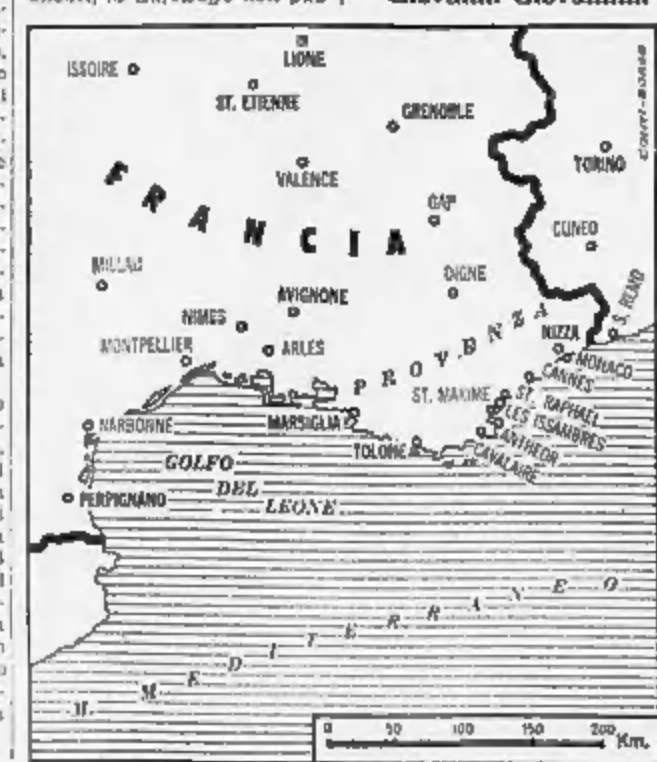 LIONE
ISSOIRE
ST. ETIENNE
GRENOBLE
TORINO
VALENCE
FRANCIA
GAP
CUNEO
MILLAU
DIGNE
AVIGNONE
S. REMO
NIMES
PROVENZA
NIZZA
MONTPELLIER
ARLES
MONACO
CANNES
ST. MAXIME
ST. RAPHAEL
LES ISSAMBRES
NARBONNE
MARSIGLIA
ANTHEOR
TOLONE
CAVALAIRE
GOLFO
DEL
LEONE
PERPIGNANO
M. MEDITERRANEO
0 50 100 150 200
Km.